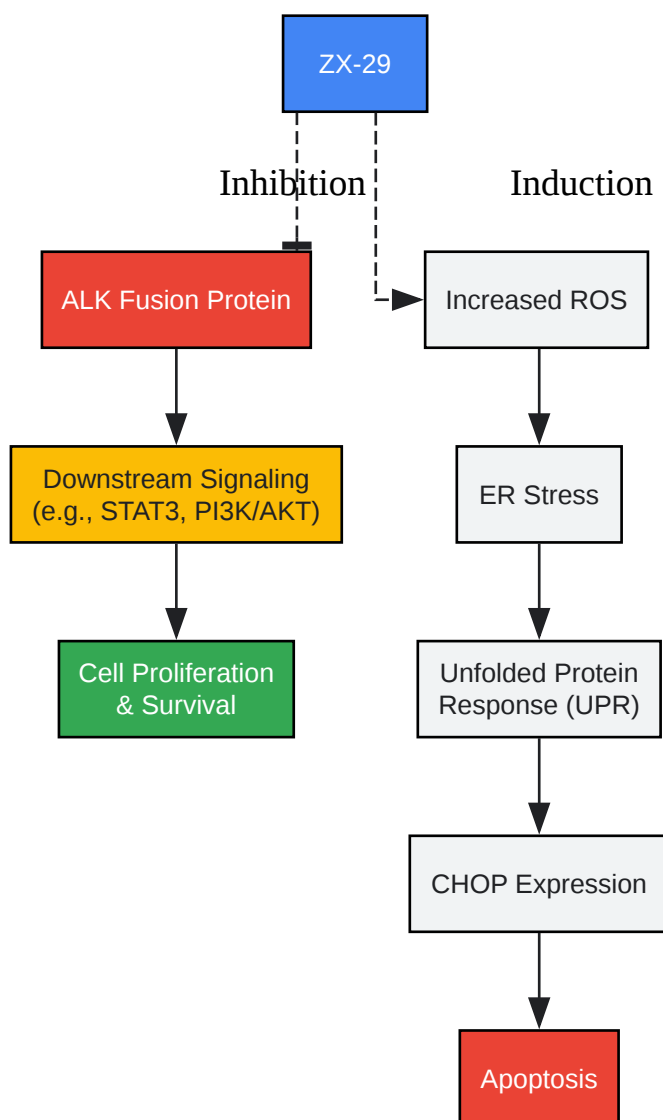 ZX-29
Inhibition
Induction
ALK Fusion Protein
Increased ROS
Downstream Signaling
(e.g., STAT3, PI3K/AKT)
ER Stress
Cell Proliferation
& Survival
Unfolded Protein
Response (UPR)
CHOP Expression
Apoptosis